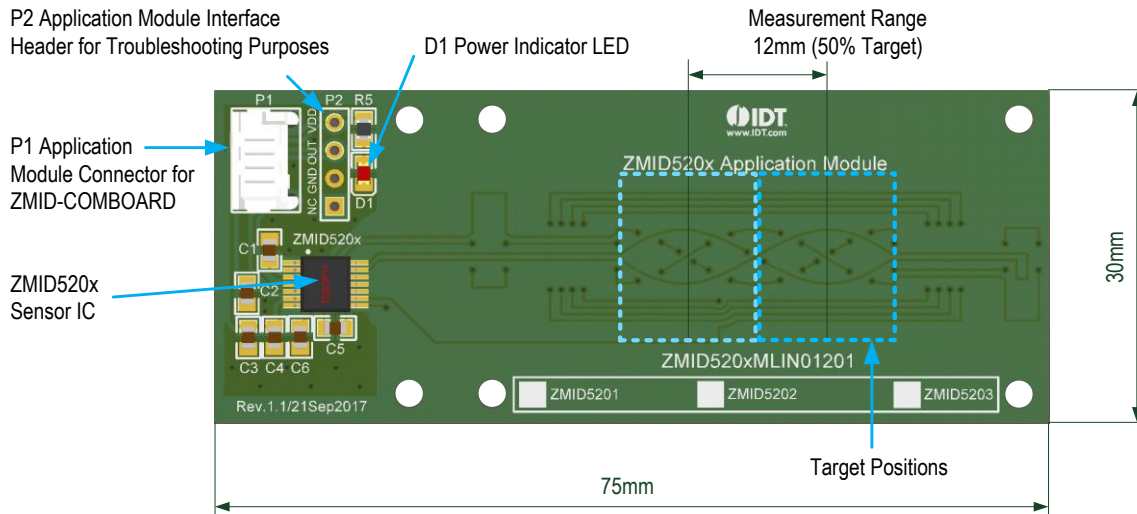 P2 Application Module Interface
Header for Troubleshooting Purposes
D1 Power Indicator LED
Measurement Range
12mm (50% Target)
P1 Application
Module Connector for
ZMID-COMBOARD
ZMID520x
Sensor IC
P1
P2
R5
VDD
OUT
GND
NC
D1
IDT
www.IDT.com
ZMID520x Application Module
ZMID520x
C1
C2
C5
C3
C4
C6
ZMID520xMLIN01201
ZMID5201
ZMID5202
ZMID5203
Rev.1.1/21Sep2017
30mm
Target Positions
75mm